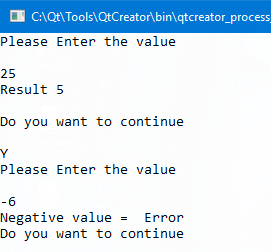 C:\Qt\Tools\QtCreator\bin\qtcreator_process_
Please Enter the value
25
Result 5
Do you want to continue
Y
Please Enter the value
-6
Negative value =  Error
Do you want to continue